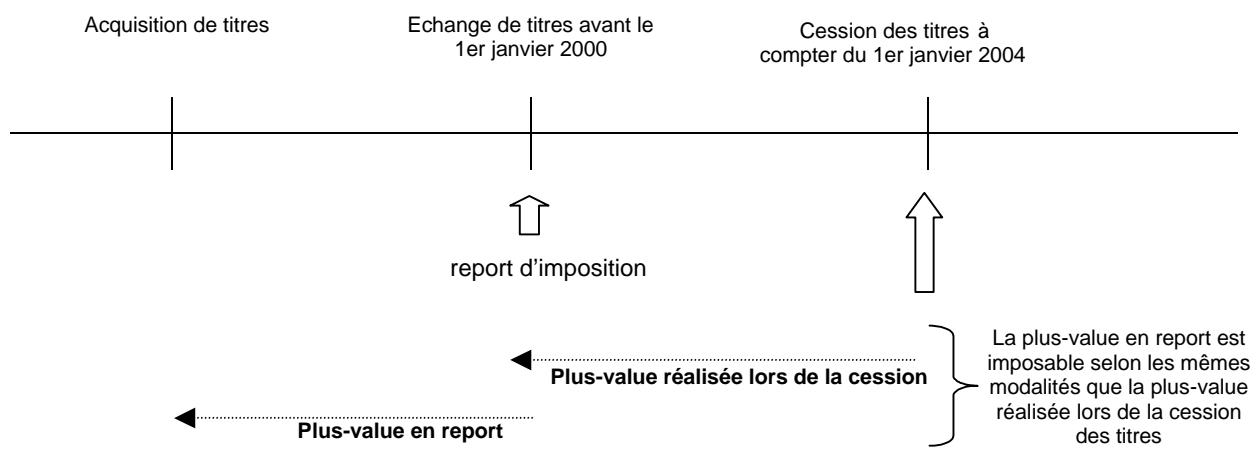 Acquisition de titres
Echange de titres avant le
1er janvier 2000
Cession des titres à
compter du 1er janvier 2004
report d'imposition
La plus-value en report est
imposable selon les mêmes
modalités que la plus-value
réalisée lors de la cession
des titres
Plus-value réalisée lors de la cession
Plus-value en report